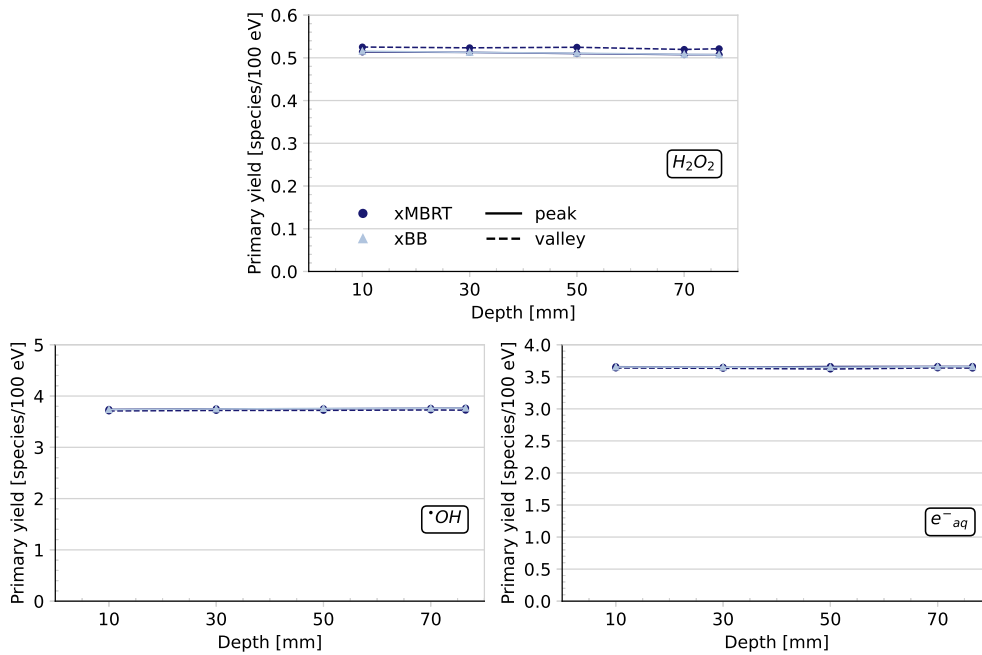 Primary yield [species/100 eV]
0.6
0.5
0.4
0.3
0.2
0.1
0.0
H₂O₂
xMBRT
peak
xBB
valley
10 30 50 70
Depth [mm]
Primary yield [species/100 eV]
5
4
3
2
1
0
•OH
10 30 50 70
Depth [mm]
Primary yield [species/100 eV]
4.0
3.5
3.0
2.5
2.0
1.5
1.0
0.5
0.0
e⁻aq
10 30 50 70
Depth [mm]